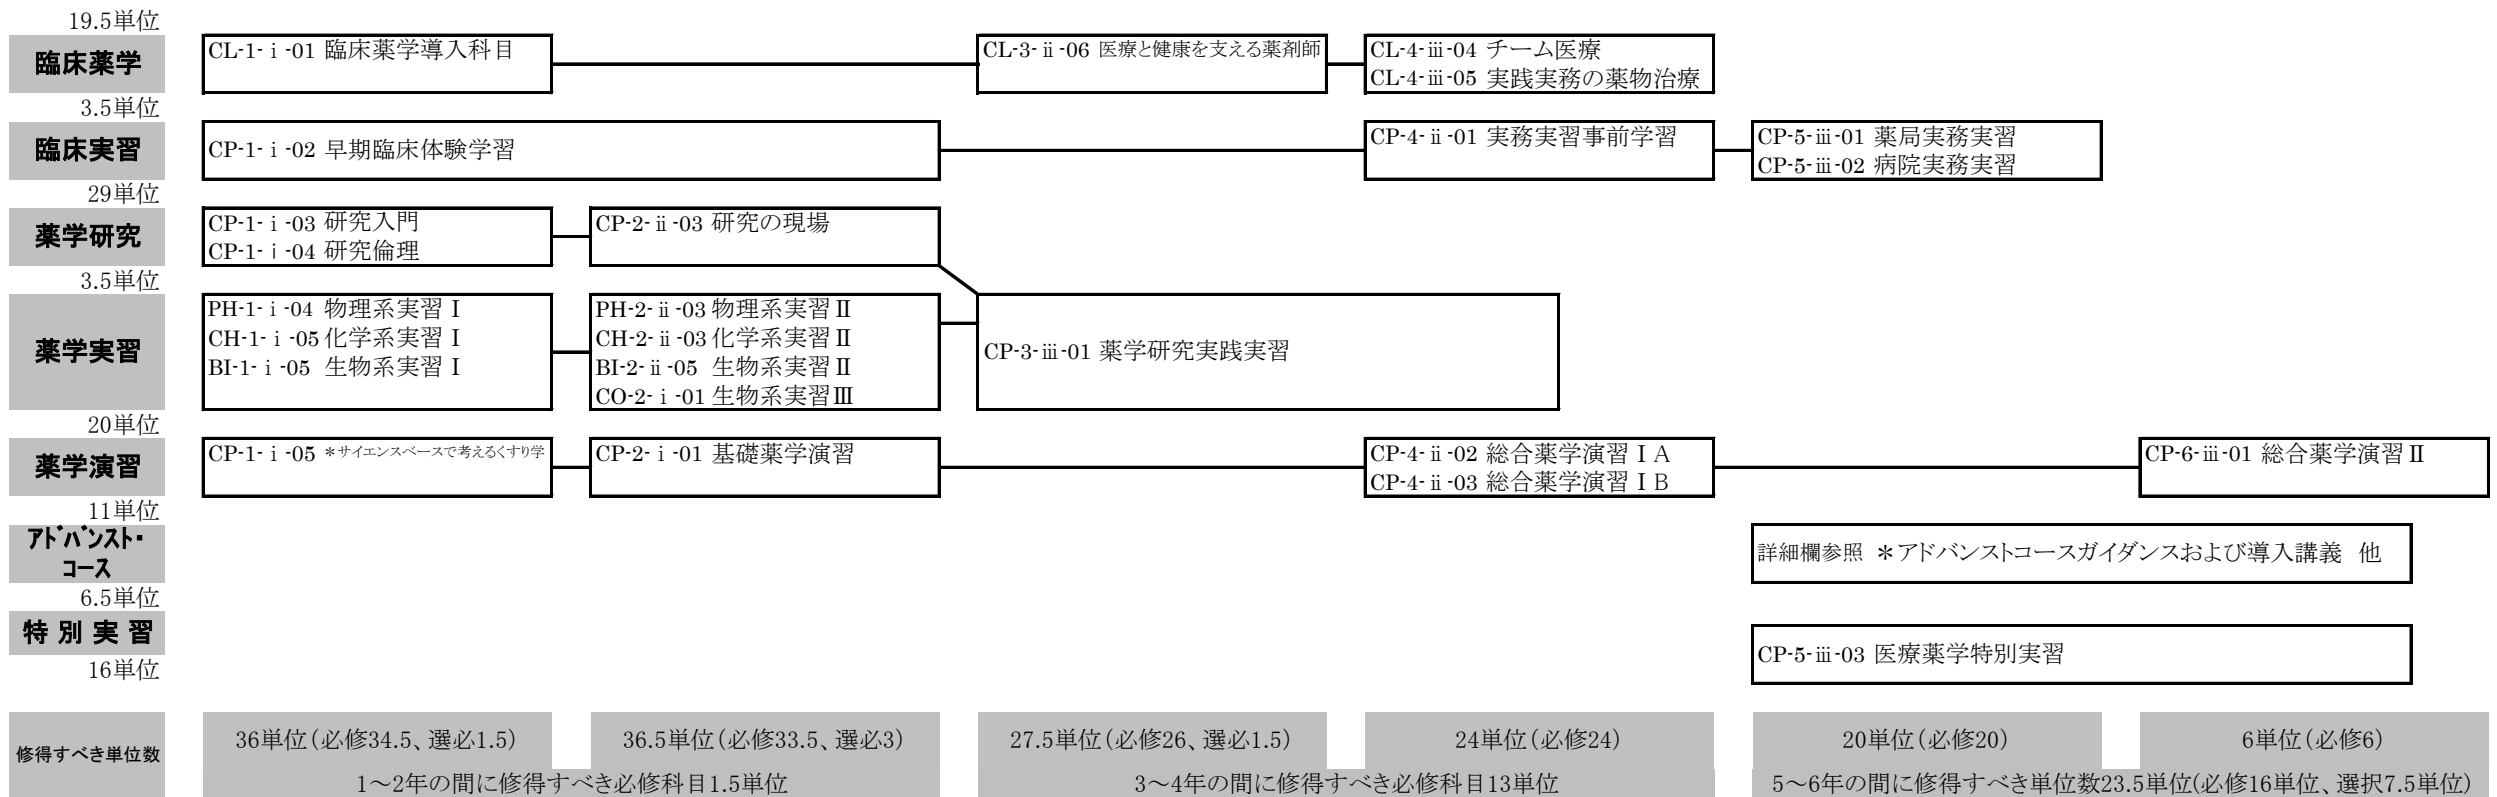 19.5単位
臨床薬学
CL-1-ⅰ-01 臨床薬学導入科目
CL-3-ⅱ-06 医療と健康を支える薬剤師
CL-4-ⅲ-04 チーム医療
CL-4-ⅲ-05 実践実務の薬物治療
3.5単位
臨床実習
CP-1-ⅰ-02 早期臨床体験学習
CP-4-ⅱ-01 実務実習事前学習
CP-5-ⅲ-01 薬局実務実習
CP-5-ⅲ-02 病院実務実習
29単位
薬学研究
CP-1-ⅰ-03 研究入門
CP-1-ⅰ-04 研究倫理
CP-2-ⅱ-03 研究の現場
3.5単位
薬学実習
PH-1-ⅰ-04 物理系実習Ⅰ
CH-1-ⅰ-05 化学系実習Ⅰ
BI-1-ⅰ-05 生物系実習Ⅰ
PH-2-ⅱ-03 物理系実習Ⅱ
CH-2-ⅱ-03 化学系実習Ⅱ
BI-2-ⅱ-05 生物系実習Ⅱ
CO-2-ⅰ-01 生物系実習Ⅲ
CP-3-ⅲ-01 薬学研究実践実習
20単位
薬学演習
CP-1-ⅰ-05 *サイエンスベースで考えるくすり学
CP-2-ⅰ-01 基礎薬学演習
CP-4-ⅱ-02 総合薬学演習ⅠA
CP-4-ⅱ-03 総合薬学演習ⅠB
CP-6-ⅲ-01 総合薬学演習Ⅱ
11単位
ｱﾄﾞﾊﾞﾝｽﾄ・
コース
詳細欄参照 *アドバンストコースガイダンスおよび導入講義 他
6.5単位
特 別 実 習
CP-5-ⅲ-03 医療薬学特別実習
16単位
修得すべき単位数
36単位(必修34.5、選必1.5)
36.5単位(必修33.5、選必3)
27.5単位(必修26、選必1.5)
24単位(必修24)
20単位(必修20)
6単位(必修6)
1～2年の間に修得すべき必修科目1.5単位
3～4年の間に修得すべき必修科目13単位
5～6年の間に修得すべき単位数23.5単位(必修16単位、選択7.5単位)